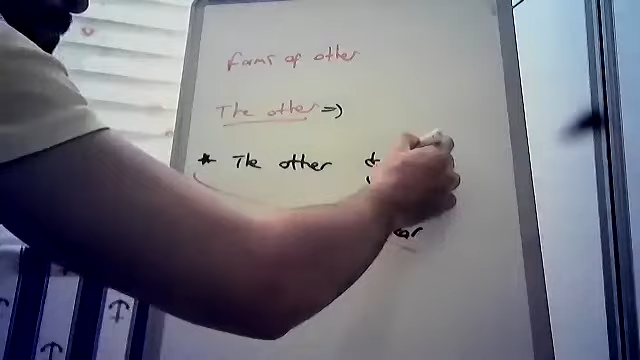 Forms of other
The other =>
* The other